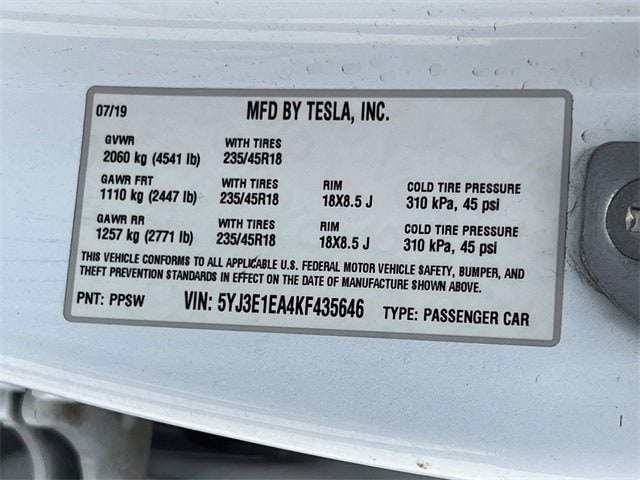 07/19 MFD BY TESLA, INC.
GVWR WITH TIRES
2060 kg (4541 lb) 235/45R18
GAWR FRT WITH TIRES RIM COLD TIRE PRESSURE
1110 kg (2447 lb) 235/45R18 18X8.5 J 310 kPa, 45 psi
GAWR RR WITH TIRES RIM COLD TIRE PRESSURE
1257 kg (2771 lb) 235/45R18 18X8.5 J 310 kPa, 45 psi
THIS VEHICLE CONFORMS TO ALL APPLICABLE U.S. FEDERAL MOTOR VEHICLE SAFETY, BUMPER, AND
THEFT PREVENTION STANDARDS IN EFFECT ON THE DATE OF MANUFACTURE SHOWN ABOVE.
PNT: PPSW VIN: 5YJ3E1EA4KF435646 TYPE: PASSENGER CAR